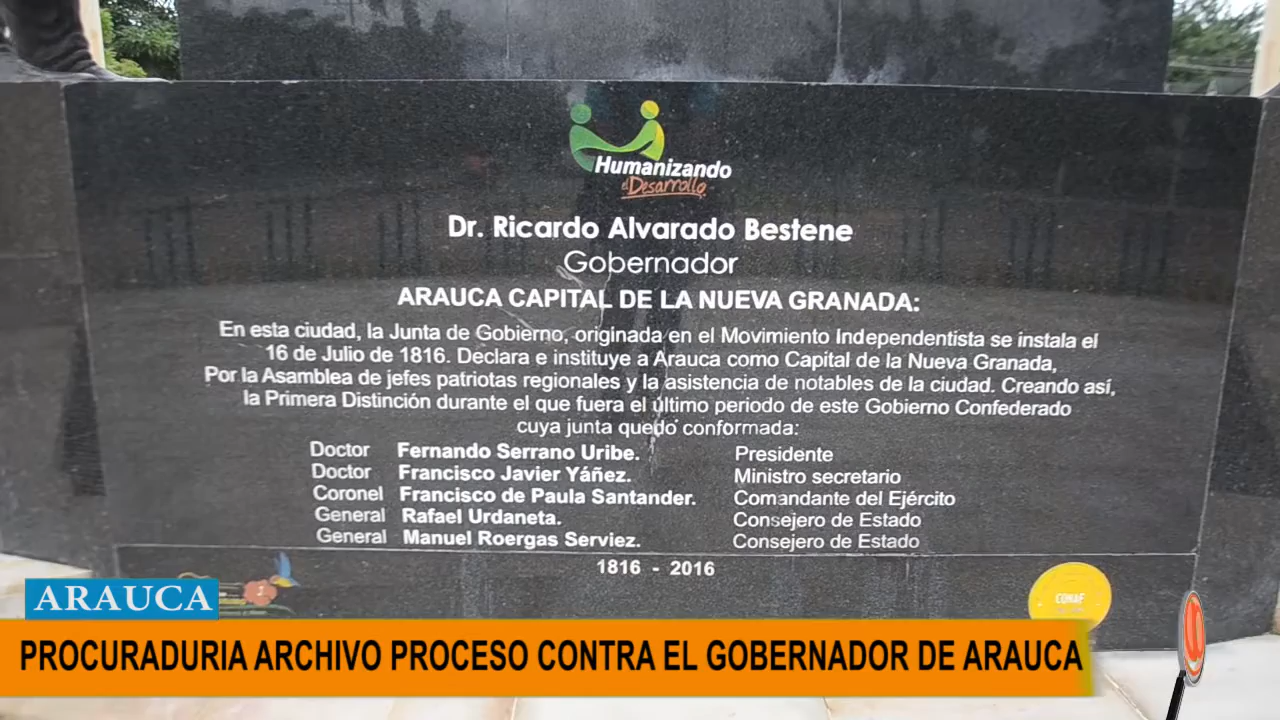 Humanizando
el Desarrollo
Dr. Ricardo Alvarado Bestene
Gobernador
ARAUCA CAPITAL DE LA NUEVA GRANADA:
En esta ciudad, la Junta de Gobierno, originada en el Movimiento Independentista se instala el
16 de Julio de 1816. Declara e instituye a Arauca como Capital de la Nueva Granada,
Por la Asamblea de jefes patriotas regionales y la asistencia de notables de la ciudad. Creando así,
la Primera Distinción durante el que fuera el último periodo de este Gobierno Confederado
cuya junta quedo conformada:
Doctor Fernando Serrano Uribe. Presidente
Doctor Francisco Javier Yáñez. Ministro secretario
Coronel Francisco de Paula Santander. Comandante del Ejército
General Rafael Urdaneta. Consejero de Estado
General Manuel Roergas Serviez. Consejero de Estado
1816 - 2016
ARAUCA
PROCURADURIA ARCHIVO PROCESO CONTRA EL GOBERNADOR DE ARAUCA